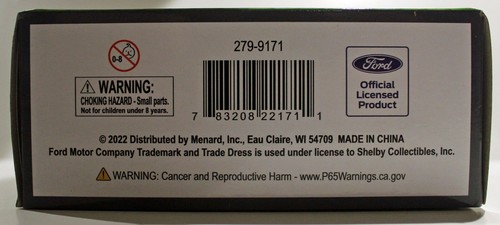 279-9171
0-8
⚠ WARNING:
CHOKING HAZARD - Small parts.
Not for children under 8 years.
7 83208 22171 1
Ford
Official
Licensed
Product
© 2022 Distributed by Menard, Inc., Eau Claire, WI 54709 MADE IN CHINA
Ford Motor Company Trademark and Trade Dress is used under license to Shelby Collectibles, Inc.
⚠ WARNING: Cancer and Reproductive Harm - www.P65Warnings.ca.gov